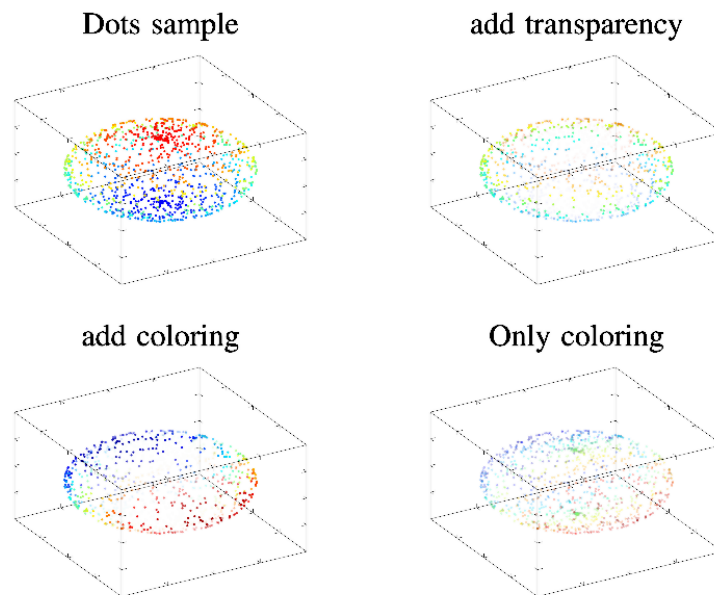 Dots sample
add transparency
add coloring
Only coloring